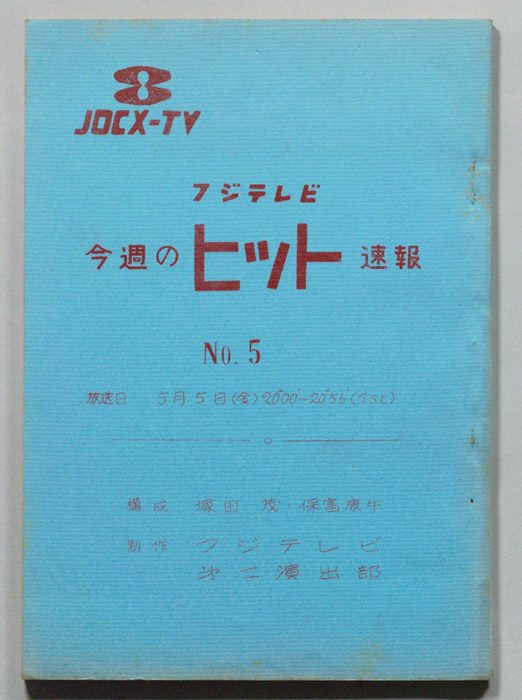 JOCX-TV
フジテレビ
今週の ヒット 速報
No. 5
放送日 5月5日(金)20°00'~20°56'(4st)
構成 塚田 茂 保富康午
制作 フジテレビ
第二演出部